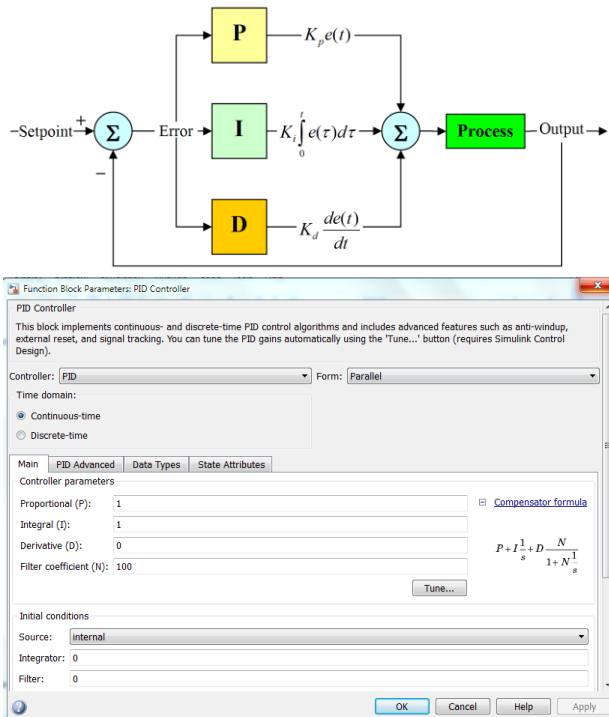 P
K_p e(t)
Setpoint + Σ Error I K_i ∫_0^t e(τ)dτ Σ Process Output
−
D
K_d de(t)/dt
Function Block Parameters: PID Controller
PID Controller
This block implements continuous- and discrete-time PID control algorithms and includes advanced features such as anti-windup,
external reset, and signal tracking. You can tune the PID gains automatically using the 'Tune...' button (requires Simulink Control
Design).
Controller: PID Form: Parallel
Time domain:
Continuous-time
Discrete-time
Main PID Advanced Data Types State Attributes
Controller parameters
Proportional (P): 1 Compensator formula
Integral (I): 1
Derivative (D): 0 P+I 1/s +D N/(1+N 1/s)
Filter coefficient (N): 100
Tune...
Initial conditions
Source: internal
Integrator: 0
Filter: 0
? OK Cancel Help Apply